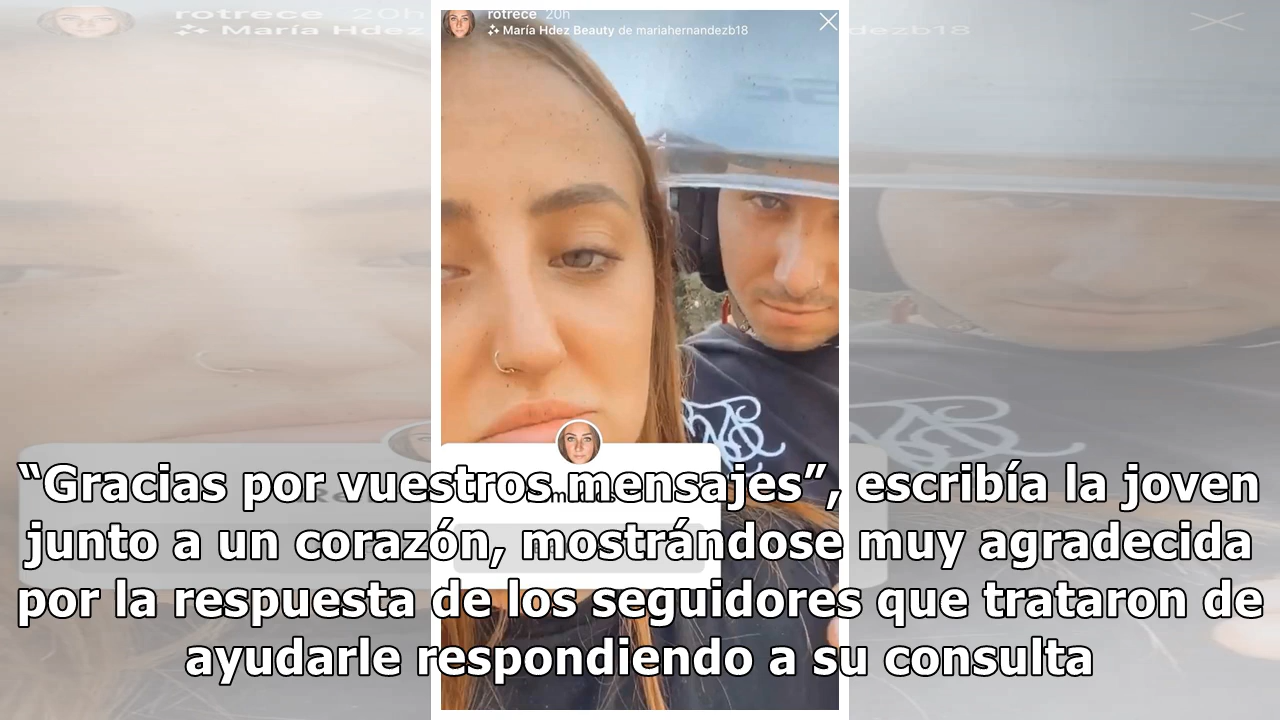 rotrece 20h
María Hdez Beauty de mariahernandezb18
“Gracias por vuestros mensajes”, escribía la joven
junto a un corazón, mostrándose muy agradecida
por la respuesta de los seguidores que trataron de
ayudarle respondiendo a su consulta